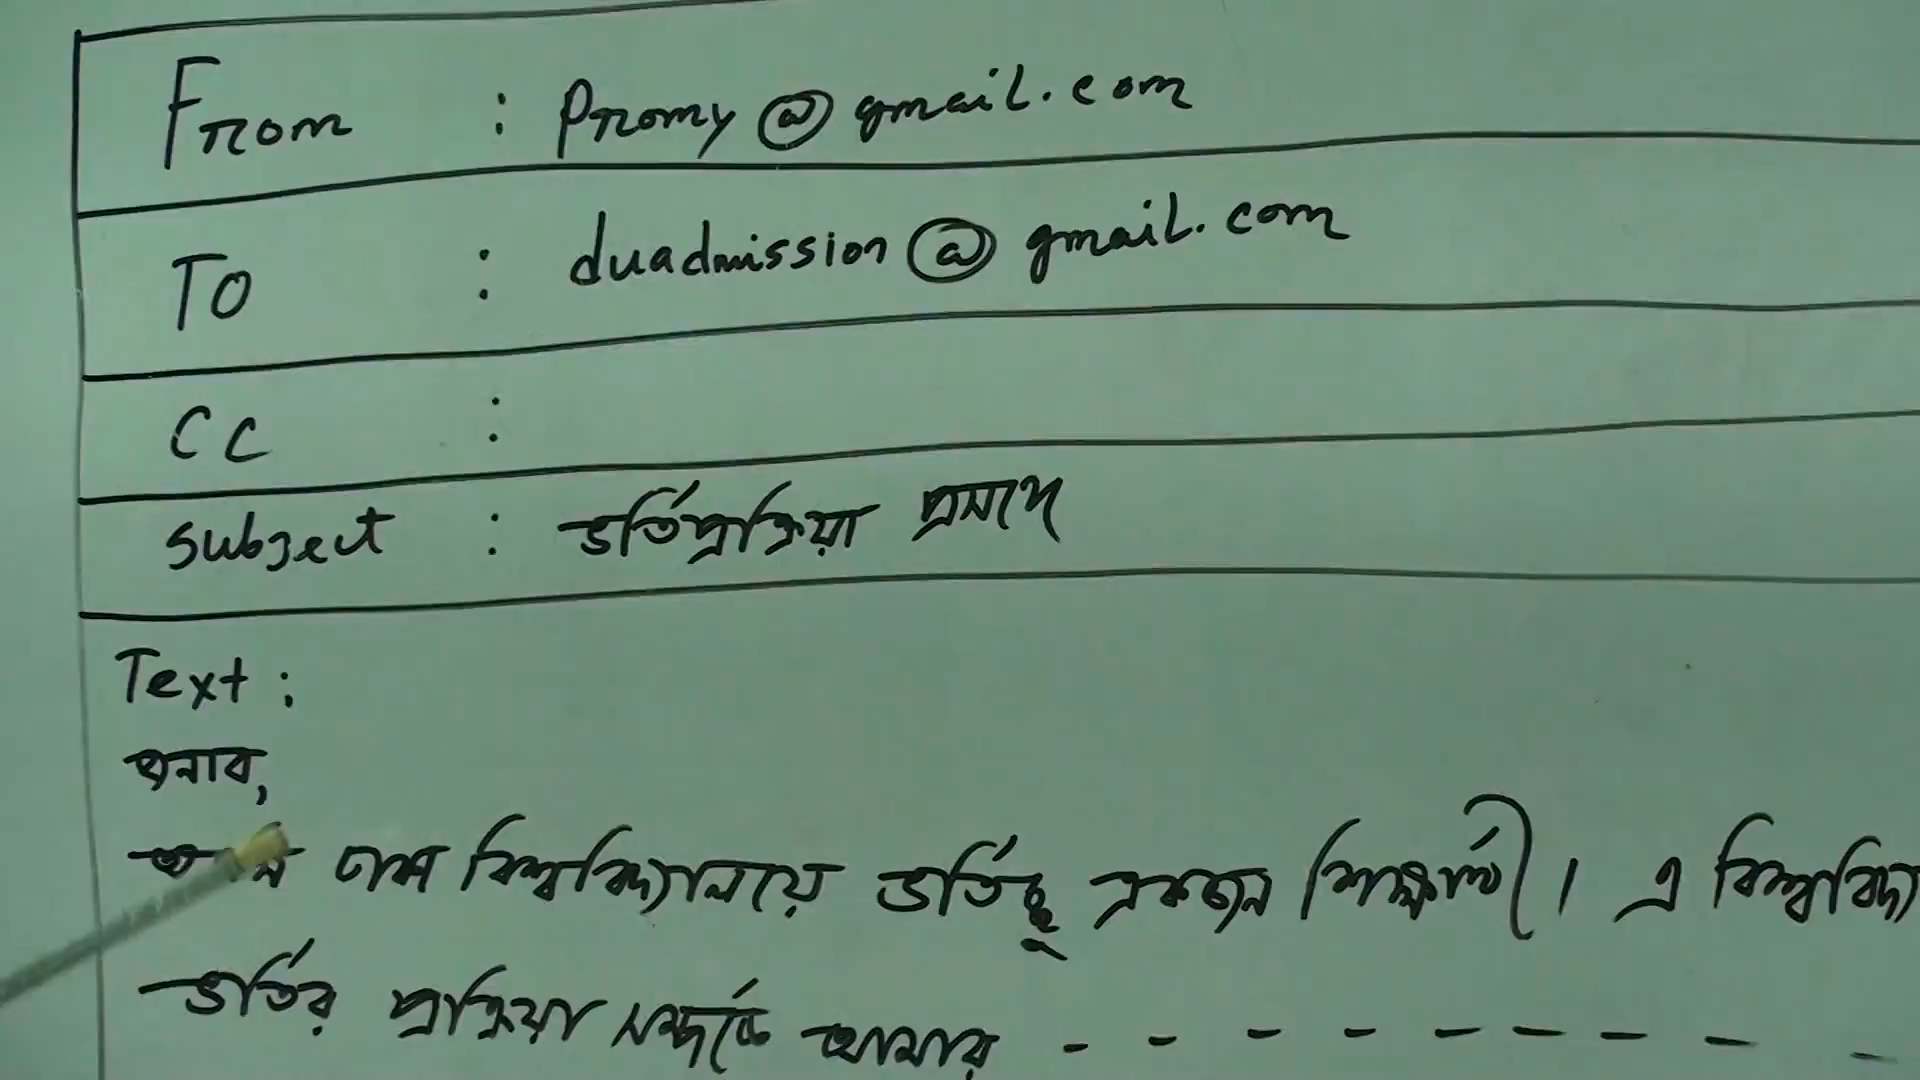 From : Promy@gmail.com
To : duadmission@gmail.com
CC :
Subject : ভর্তিপ্রক্রিয়া প্রসঙ্গে
Text :
জনাব,
ঢাকা বিশ্ববিদ্যালয়ে ভর্তিচ্ছু একজন শিক্ষার্থী। এ বিশ্ববিদ্যা
ভর্তির প্রক্রিয়া সম্পর্কে আমার - - - - - - - - -